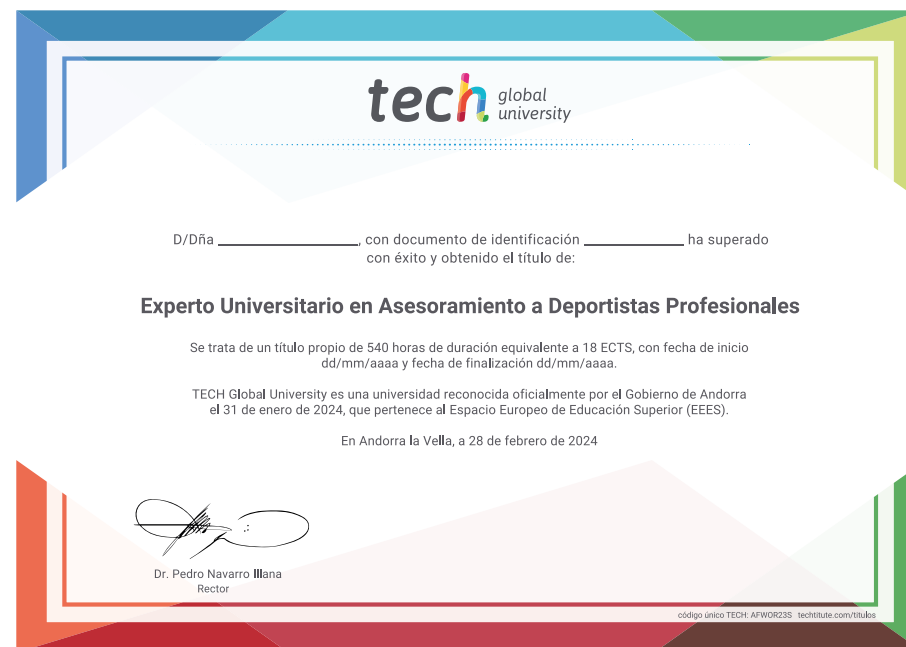 tech global university
D/Dña ____________________, con documento de identificación ______________ ha superado
con éxito y obtenido el título de:
Experto Universitario en Asesoramiento a Deportistas Profesionales
Se trata de un título propio de 540 horas de duración equivalente a 18 ECTS, con fecha de inicio
dd/mm/aaaa y fecha de finalización dd/mm/aaaa.
TECH Global University es una universidad reconocida oficialmente por el Gobierno de Andorra
el 31 de enero de 2024, que pertenece al Espacio Europeo de Educación Superior (EEES).
En Andorra la Vella, a 28 de febrero de 2024
Dr. Pedro Navarro Illana
Rector
código único TECH: AFWOR23S techtitute.com/titulos